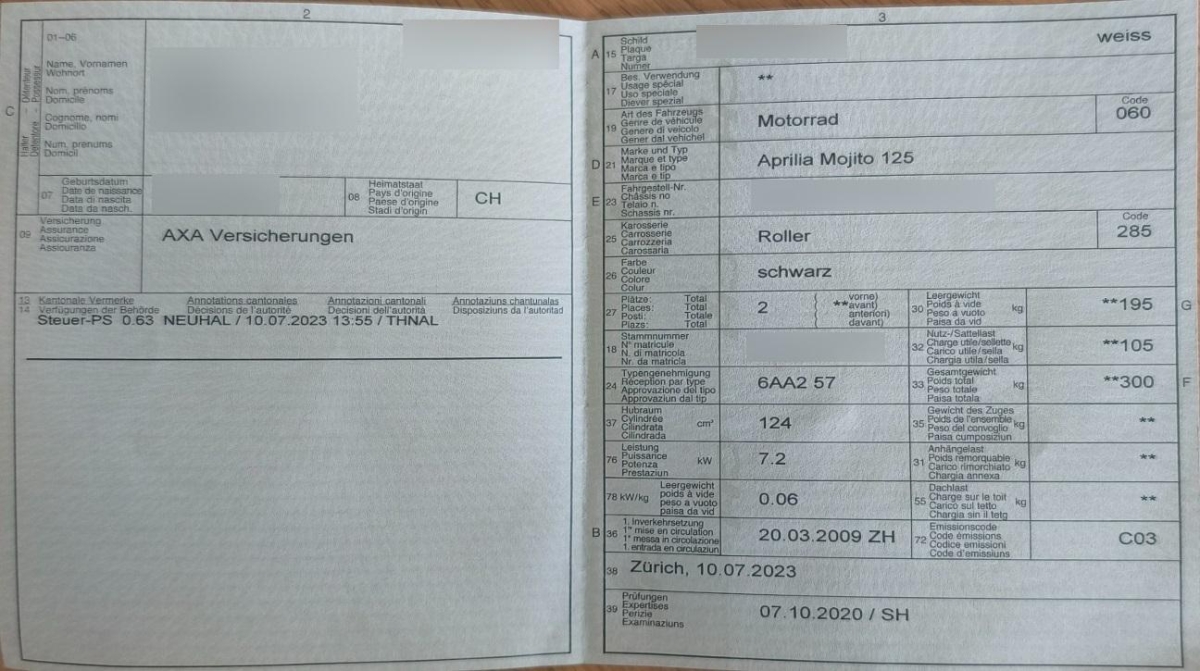 2
01-06
C
Halter - Détenteur
Detentore - Possessur
Name, Vornamen
Wohnort
Nom, prénoms
Domicile
Cognome, nomi
Domicilio
Num, prenums
Domicil
07
Geburtsdatum
Date de naissance
Data di nascita
Data da nasch.
08
Heimatstaat
Pays d'origine
Paese d'origine
Stadi d'origin
CH
09
Versicherung
Assurance
Assicurazione
Assicuranza
AXA Versicherungen
13 Kantonale Vermerke Annotations cantonales Annotazioni cantonali Annotaziuns chantunalas
14 Verfügungen der Behörde Décisions de l'autorité Decisioni dell'autorità Disposiziuns da l'autoritad
Steuer-PS 0.63 NEUHAL / 10.07.2023 13:55 / THNAL
3
A 15
Schild
Plaque
Targa
Numer
weiss
17
Bes. Verwendung
Usage spécial
Uso speciale
Diever spezial
**
19
Art des Fahrzeugs
Genre de véhicule
Genere di veicolo
Gener dal vehichel
Motorrad
Code
060
D 21
Marke und Typ
Marque et type
Marca e tipo
Marca e tip
Aprilia Mojito 125
E 23
Fahrgestell-Nr.
Châssis no
Telaio n.
Schassis nr.
25
Karosserie
Carrosserie
Carrozzeria
Carossaria
Roller
Code
285
26
Farbe
Couleur
Colore
Colur
schwarz
27
Plätze: Total
Places: Total
Posti: Totale
Plazs: Total
2
( vorne)
( **avant)
( anteriori)
( davant)
30
Leergewicht
Poids à vide
Peso a vuoto
Paisa da vid
kg
**195
G
18
Stammnummer
N° matricule
N. di matricola
Nr. da matricla
32
Nutz-/Sattellast
Charge utile/sellette
Carico utile/sella
Chargia utila/sella
kg
**105
24
Typengenehmigung
Réception par type
Approvazione del tipo
Approvaziun dal tip
6AA2 57
33
Gesamtgewicht
Poids total
Peso totale
Paisa totala
kg
**300
F
37
Hubraum
Cylindrée
Cilindrata
Cilindrada
cm³
124
35
Gewicht des Zuges
Poids de l'ensemble
Peso del convoglio
Paisa cumposiziun
kg
**
76
Leistung
Puissance
Potenza
Prestaziun
kW
7.2
31
Anhängelast
Poids remorquable
Carico rimorchiato
Chargia annexa
kg
**
78 kW/kg
Leergewicht
poids à vide
peso a vuoto
paisa da vid
0.06
55
Dachlast
Charge sur le toit
Carico sul tetto
Chargia sin il tetg
kg
**
B 36
1. Inverkehrsetzung
1re mise en circulation
1a messa in circolazione
1. entrada en circulaziun
20.03.2009 ZH
72
Emissionscode
Code émissions
Codice emissioni
Code d'emissiuns
C03
38 Zürich, 10.07.2023
39
Prüfungen
Expertises
Perizie
Examinaziuns
07.10.2020 / SH